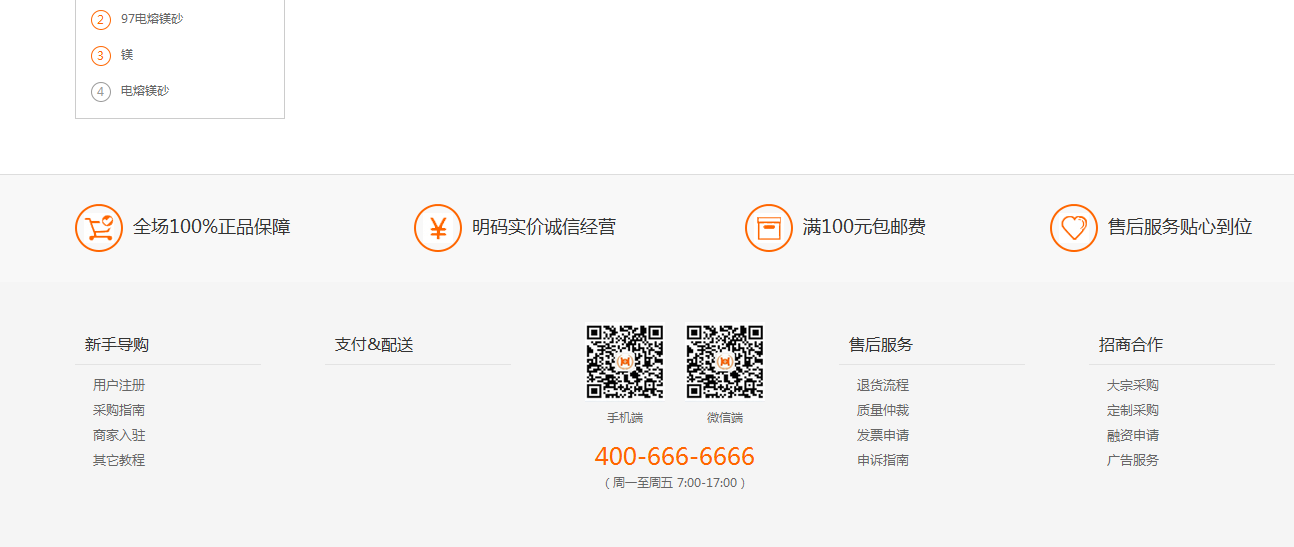 2 97电熔镁砂
3 镁
4 电熔镁砂
全场100%正品保障
明码实价诚信经营
满100元包邮费
售后服务贴心到位
新手导购
用户注册
采购指南
商家入驻
其它教程
支付&配送
手机端
微信端
400-666-6666
（周一至周五 7:00-17:00）
售后服务
退货流程
质量仲裁
发票申请
申诉指南
招商合作
大宗采购
定制采购
融资申请
广告服务